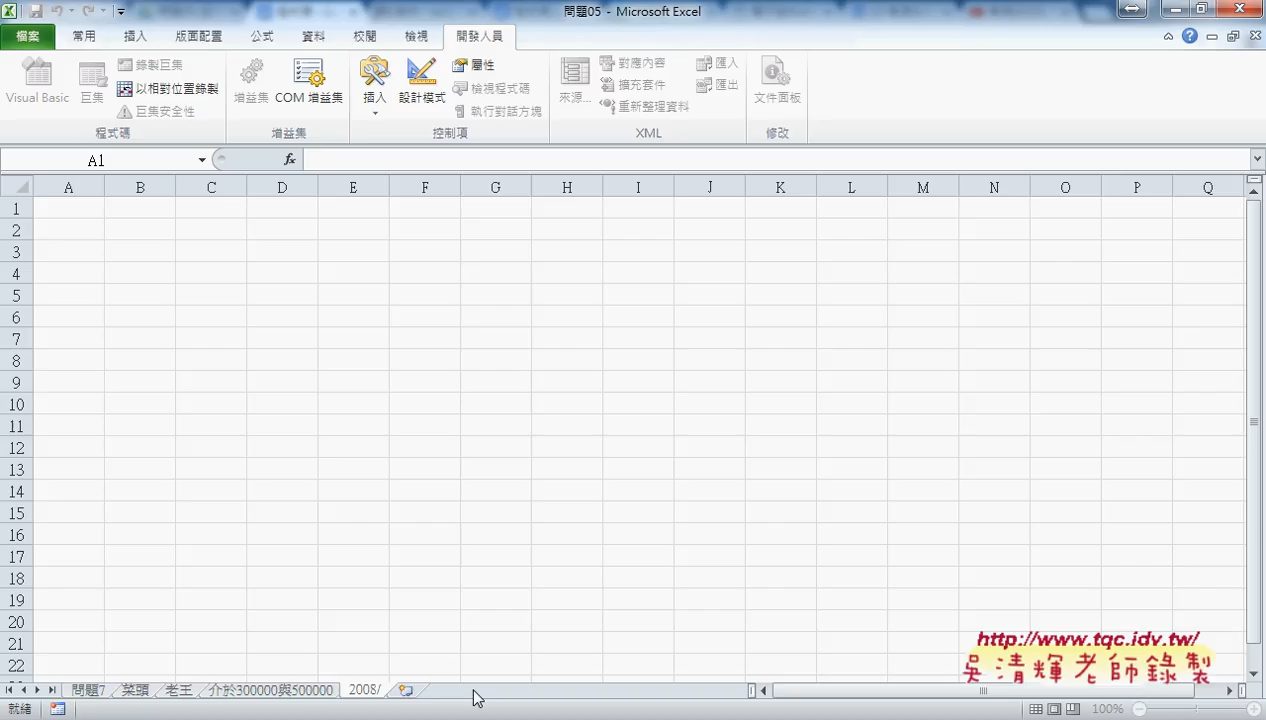 問題05 - Microsoft Excel
檔案 常用 插入 版面配置 公式 資料 校閱 檢視 開發人員
Visual Basic 巨集 錄製巨集 以相對位置錄製 巨集安全性 增益集 COM 增益集 插入 設計模式 屬性 檢視程式碼 執行對話方塊 來源... 對應內容 擴充套件 重新整理資料 匯入 匯出 文件面板
程式碼 增益集 控制項 XML 修改
A1 fx
A B C D E F G H I J K L M N O P Q
1
2
3
4
5
6
7
8
9
10
11
12
13
14
15
16
17
18
19
20
21
22
http://www.tqc.idv.tw/
吳清輝老師錄製
問題7 菜頭 老王 介於300000與500000 2008/
就緒 100%